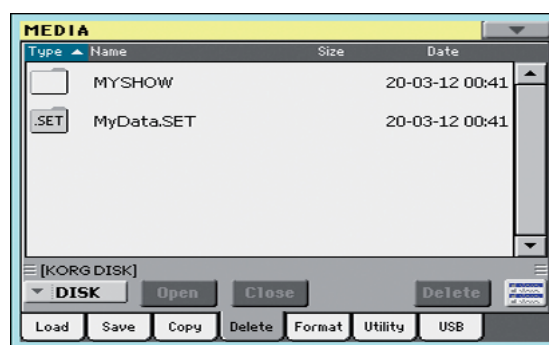 MEDIA
Type Name Size Date
MYSHOW 20-03-12 00:41
.SET MyData.SET 20-03-12 00:41
[KORG DISK]
DISK Open Close Delete
Load Save Copy Delete Format Utility USB